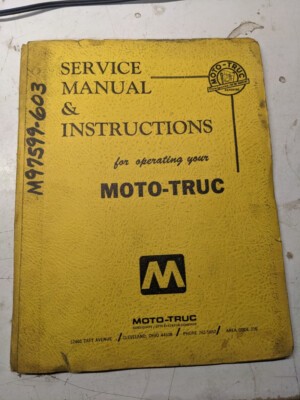 SERVICE
MANUAL
&
INSTRUCTIONS
for operating your
MOTO-TRUC
MOTO-TRUC
M97599-603
M
MOTO-TRUC
CLEVELAND, OHIO